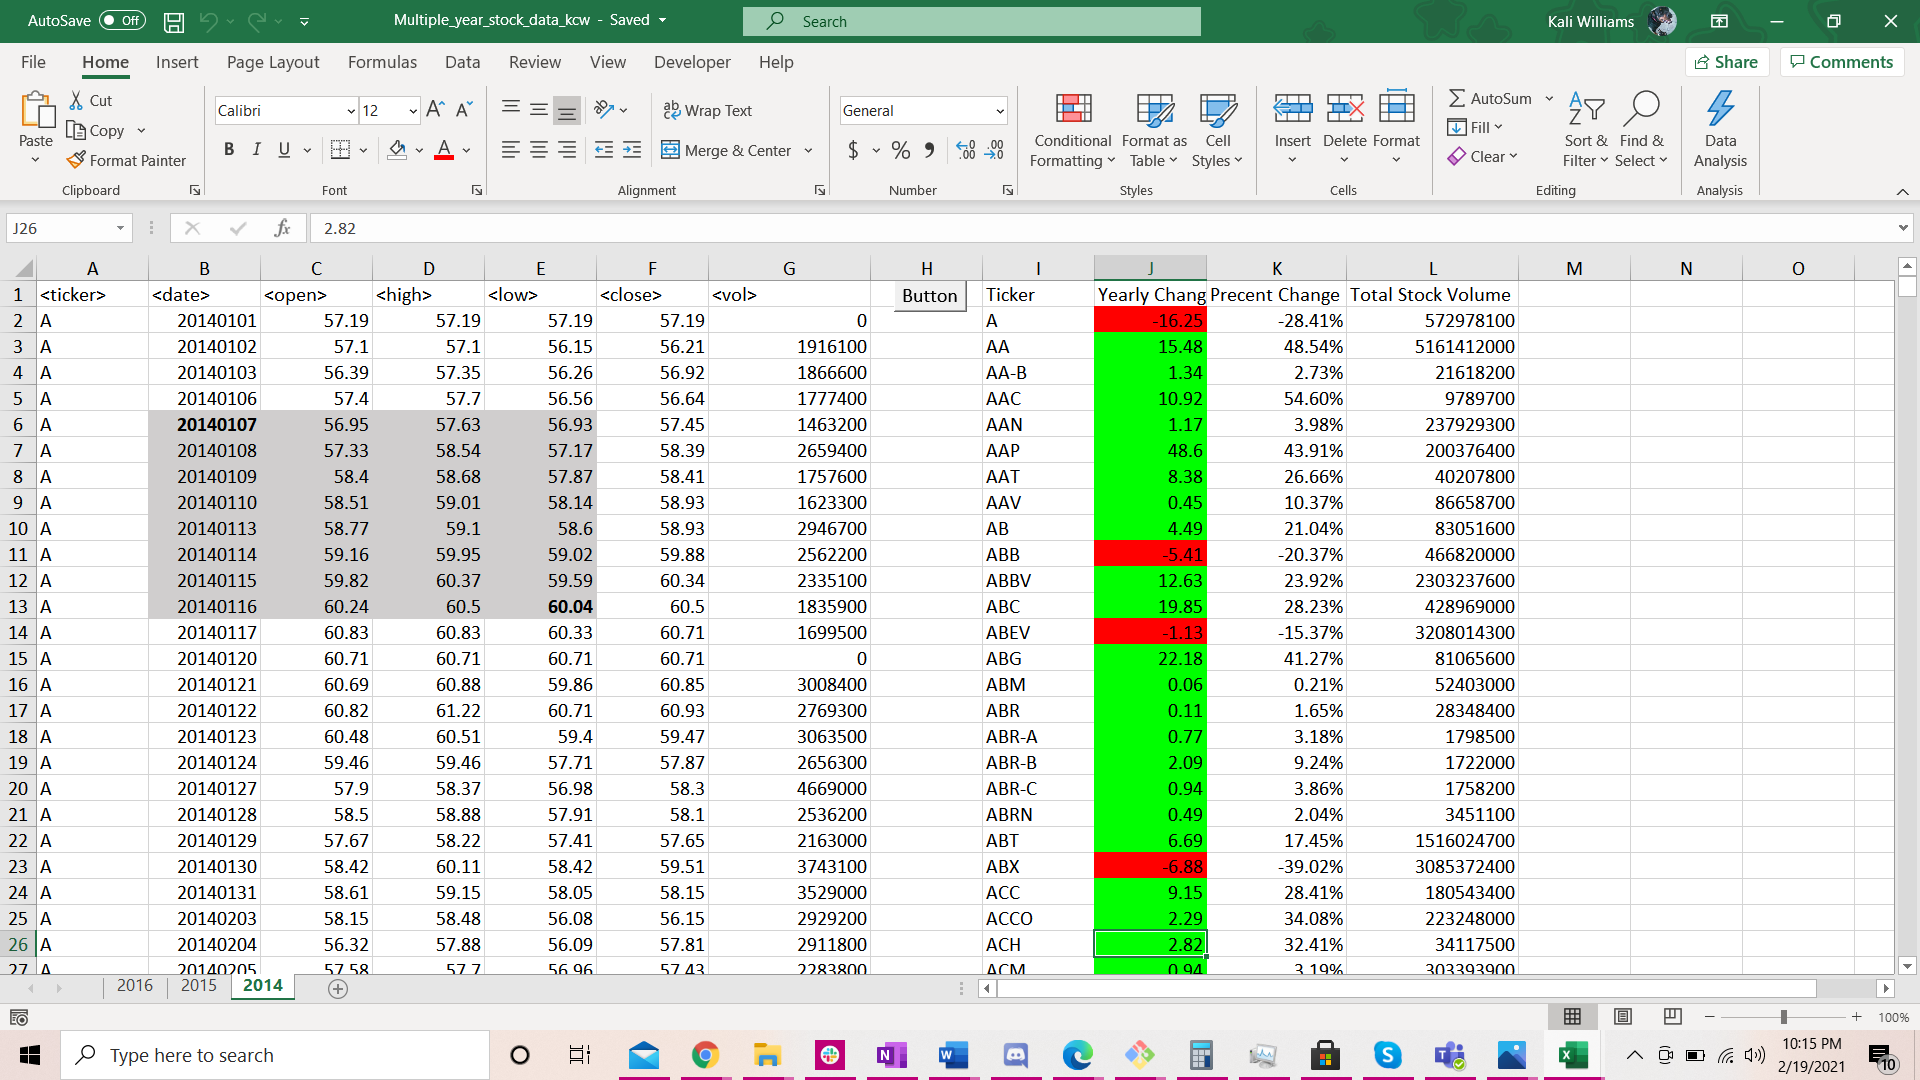 AutoSave Off Multiple_year_stock_data_kcw - Saved Search Kali Williams
File Home Insert Page Layout Formulas Data Review View Developer Help Share Comments
Paste Cut Copy Format Painter
Clipboard
Calibri 12
B I U A
Font
Wrap Text
Merge & Center
Alignment
General
$ %
Number
Conditional Formatting Format as Table Cell Styles
Styles
Insert Delete Format
Cells
AutoSum
Fill
Clear
Sort & Filter Find & Select
Editing
Data Analysis
Analysis
J26 fx 2.82
A B C D E F G H I J K L M N O
1 <ticker> <date> <open> <high> <low> <close> <vol> Button Ticker Yearly Chang Precent Change Total Stock Volume
2 A 20140101 57.19 57.19 57.19 57.19 0 A -16.25 -28.41% 572978100
3 A 20140102 57.1 57.1 56.15 56.21 1916100 AA 15.48 48.54% 5161412000
4 A 20140103 56.39 57.35 56.26 56.92 1866600 AA-B 1.34 2.73% 21618200
5 A 20140106 57.4 57.7 56.56 56.64 1777400 AAC 10.92 54.60% 9789700
6 A 20140107 56.95 57.63 56.93 57.45 1463200 AAN 1.17 3.98% 237929300
7 A 20140108 57.33 58.54 57.17 58.39 2659400 AAP 48.6 43.91% 200376400
8 A 20140109 58.4 58.68 57.87 58.41 1757600 AAT 8.38 26.66% 40207800
9 A 20140110 58.51 59.01 58.14 58.93 1623300 AAV 0.45 10.37% 86658700
10 A 20140113 58.77 59.1 58.6 58.93 2946700 AB 4.49 21.04% 83051600
11 A 20140114 59.16 59.95 59.02 59.88 2562200 ABB -5.41 -20.37% 466820000
12 A 20140115 59.82 60.37 59.59 60.34 2335100 ABBV 12.63 23.92% 2303237600
13 A 20140116 60.24 60.5 60.04 60.5 1835900 ABC 19.85 28.23% 428969000
14 A 20140117 60.83 60.83 60.33 60.71 1699500 ABEV -1.13 -15.37% 3208014300
15 A 20140120 60.71 60.71 60.71 60.71 0 ABG 22.18 41.27% 81065600
16 A 20140121 60.69 60.88 59.86 60.85 3008400 ABM 0.06 0.21% 52403000
17 A 20140122 60.82 61.22 60.71 60.93 2769300 ABR 0.11 1.65% 28348400
18 A 20140123 60.48 60.51 59.4 59.47 3063500 ABR-A 0.77 3.18% 1798500
19 A 20140124 59.46 59.46 57.71 57.87 2656300 ABR-B 2.09 9.24% 1722000
20 A 20140127 57.9 58.37 56.98 58.3 4669000 ABR-C 0.94 3.86% 1758200
21 A 20140128 58.5 58.88 57.91 58.1 2536200 ABRN 0.49 2.04% 3451100
22 A 20140129 57.67 58.22 57.41 57.65 2163000 ABT 6.69 17.45% 1516024700
23 A 20140130 58.42 60.11 58.42 59.51 3743100 ABX -6.88 -39.02% 3085372400
24 A 20140131 58.61 59.15 58.05 58.15 3529000 ACC 9.15 28.41% 180543400
25 A 20140203 58.15 58.48 56.08 56.15 2929200 ACCO 2.29 34.08% 223248000
26 A 20140204 56.32 57.88 56.09 57.81 2911800 ACH 2.82 32.41% 34117500
27 A 20140205 57.58 57.7 56.96 57.43 2283800 ACM 0.94 3.19% 303393900
2016 2015 2014
100%
Type here to search 10:15 PM
2/19/2021
10